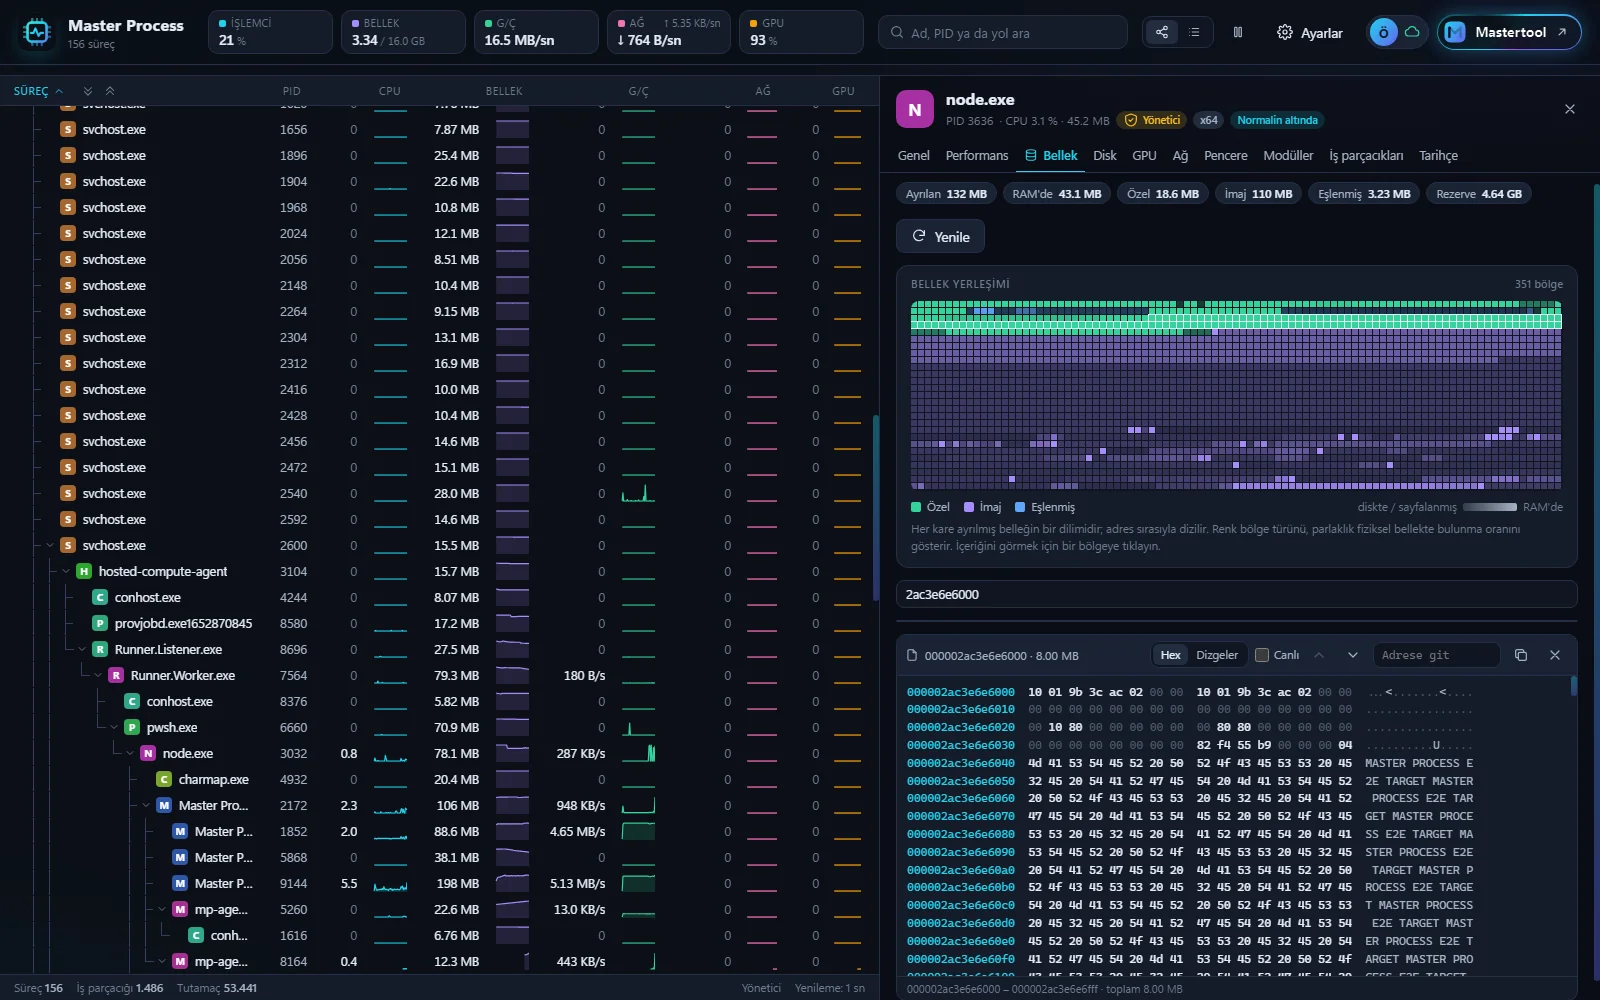 Master Process
156 süreç
İŞLEMCİ
21 %
BELLEK
3.34 / 16.0 GB
G/Ç
16.5 MB/sn
AĞ ↑ 5.35 KB/sn
↓ 764 B/sn
GPU
93 %
Ad, PID ya da yol ara
Ayarlar
Ö
Mastertool ↗
SÜREÇ PID CPU BELLEK G/Ç AĞ GPU
S svchost.exe 1656 0 7.87 MB 0 0 0
S svchost.exe 1896 0 25.4 MB 0 0 0
S svchost.exe 1904 0 22.6 MB 0 0 0
S svchost.exe 1968 0 10.8 MB 0 0 0
S svchost.exe 2024 0 12.1 MB 0 0 0
S svchost.exe 2056 0 8.51 MB 0 0 0
S svchost.exe 2148 0 10.4 MB 0 0 0
S svchost.exe 2264 0 9.15 MB 0 0 0
S svchost.exe 2304 0 13.1 MB 0 0 0
S svchost.exe 2312 0 16.9 MB 0 0 0
S svchost.exe 2416 0 10.0 MB 0 0 0
S svchost.exe 2428 0 10.4 MB 0 0 0
S svchost.exe 2456 0 14.6 MB 0 0 0
S svchost.exe 2472 0 15.1 MB 0 0 0
S svchost.exe 2540 0 28.0 MB 0 0 0
S svchost.exe 2592 0 14.6 MB 0 0 0
S svchost.exe 2600 0 15.5 MB 0 0 0
H hosted-compute-agent 3104 0 15.7 MB 0 0 0
C conhost.exe 4244 0 8.07 MB 0 0 0
P provjobd.exe1652870845 8580 0 17.2 MB 0 0 0
R Runner.Listener.exe 8696 0 27.5 MB 0 0 0
R Runner.Worker.exe 7564 0 79.3 MB 180 B/s 0 0
C conhost.exe 8376 0 5.82 MB 0 0 0
P pwsh.exe 6660 0 70.9 MB 0 0 0
N node.exe 3032 0.8 78.1 MB 287 KB/s 0 0
C charmap.exe 4932 0 20.4 MB 0 0 0
M Master Pro... 2172 2.3 106 MB 948 KB/s 0 0
M Master P... 1852 2.0 88.6 MB 4.65 MB/s 0 0
M Master P... 5868 0 38.1 MB 0 0 0
M Master P... 9144 5.5 198 MB 5.13 MB/s 0 0
M mp-age... 5260 0 22.6 MB 13.0 KB/s 0 0
C conh... 1616 0 6.76 MB 0 0 0
M mp-age... 8164 0.4 12.3 MB 443 KB/s 0 0
Süreç 156 İş parçacığı 1.486 Tutamaç 53.441 Yönetici Yenileme: 1 sn
N
node.exe
PID 3636 · CPU 3.1 % · 45.2 MB Yönetici x64 Normalin altında
Genel Performans Bellek Disk GPU Ağ Pencere Modüller İş parçacıkları Tarihçe
Ayrılan 132 MB RAM'de 43.1 MB Özel 18.6 MB İmaj 110 MB Eşlenmiş 3.23 MB Rezerve 4.64 GB
Yenile
BELLEK YERLEŞİMİ 351 bölge
Özel İmaj Eşlenmiş diskte / sayfalanmış RAM'de
Her kare ayrılmış belleğin bir dilimidir; adres sırasıyla dizilir. Renk bölge türünü, parlaklık fiziksel bellekte bulunma oranını
gösterir. İçeriğini görmek için bir bölgeye tıklayın.
2ac3e6e6000
000002ac3e6e6000 · 8.00 MB Hex Dizgeler Canlı Adrese git
000002ac3e6e6000 10 01 9b 3c ac 02 00 00 10 01 9b 3c ac 02 00 00 ...<.......<....
000002ac3e6e6010 00 00 00 00 00 00 00 00 00 00 00 00 00 00 00 00 ................
000002ac3e6e6020 00 10 80 00 00 00 00 00 00 80 80 00 00 00 00 00 ................
000002ac3e6e6030 00 00 00 00 00 00 00 00 82 f4 55 b9 00 00 00 04 ..........U.....
000002ac3e6e6040 4d 41 53 54 45 52 20 50 52 4f 43 45 53 53 20 45 MASTER PROCESS E
000002ac3e6e6050 32 45 20 54 41 52 47 45 54 20 4d 41 53 54 45 52 2E TARGET MASTER
000002ac3e6e6060 20 50 52 4f 43 45 53 53 20 45 32 45 20 54 41 52 PROCESS E2E TAR
000002ac3e6e6070 47 45 54 20 4d 41 53 54 45 52 20 50 52 4f 43 45 GET MASTER PROCE
000002ac3e6e6080 53 53 20 45 32 45 20 54 41 52 47 45 54 20 4d 41 SS E2E TARGET MA
000002ac3e6e6090 53 54 45 52 20 50 52 4f 43 45 53 53 20 45 32 45 STER PROCESS E2E
000002ac3e6e60a0 20 54 41 52 47 45 54 20 4d 41 53 54 45 52 20 50 TARGET MASTER P
000002ac3e6e60b0 52 4f 43 45 53 53 20 45 32 45 20 54 41 52 47 45 ROCESS E2E TARGE
000002ac3e6e60c0 54 20 4d 41 53 54 45 52 20 50 52 4f 43 45 53 53 T MASTER PROCESS
000002ac3e6e60d0 20 45 32 45 20 54 41 52 47 45 54 20 4d 41 53 54 E2E TARGET MAST
000002ac3e6e60e0 45 52 20 50 52 4f 43 45 53 53 20 45 32 45 20 54 ER PROCESS E2E T
000002ac3e6e60f0 41 52 47 45 54 20 4d 41 53 54 45 52 20 50 52 4f ARGET MASTER PRO
000002ac3e6e6000 – 000002ac3e6e6fff · toplam 8.00 MB